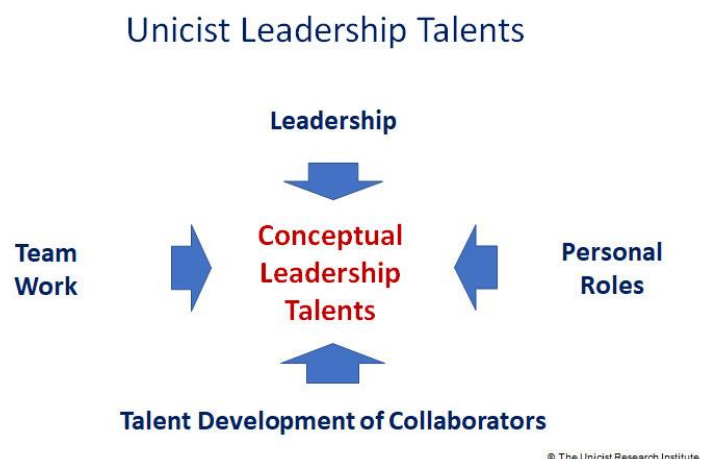 Unicist Leadership Talents
Leadership
Team
Work
Conceptual
Leadership
Talents
Personal
Roles
Talent Development of Collaborators
© The Unicist Research Institute